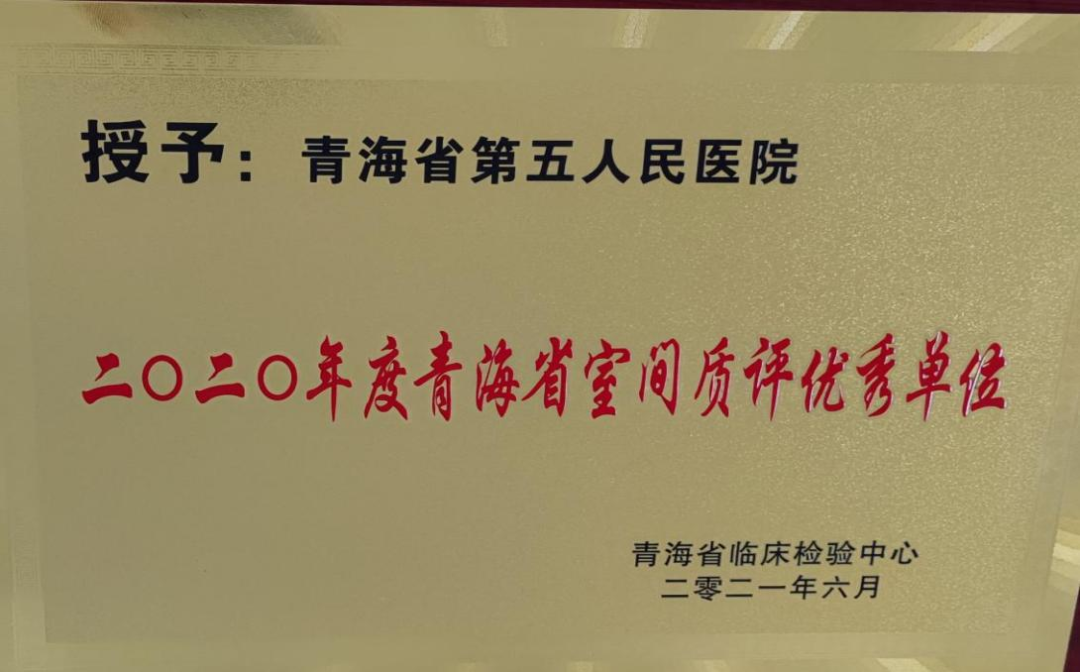 授予：青海省第五人民医院
二〇二〇年度青海省室间质评优秀单位
青海省临床检验中心
二零二一年六月